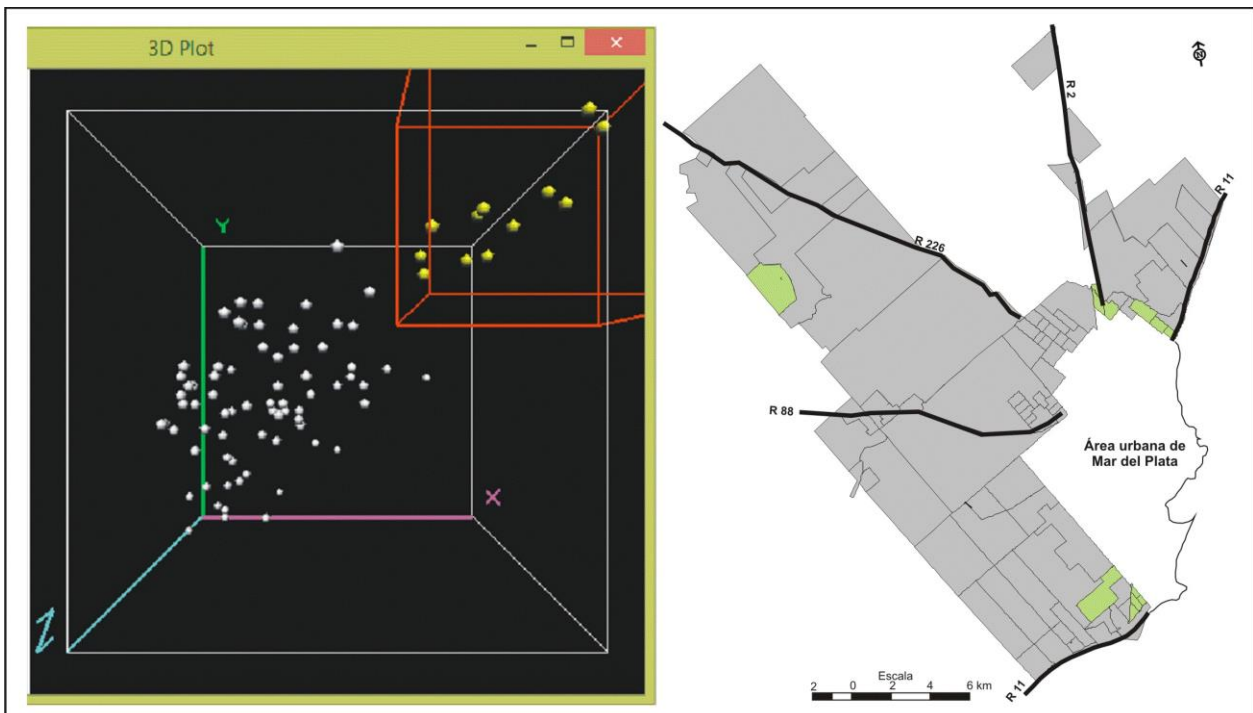 3D Plot
Y
X
Z
R 2
R 11
R 226
R 88
Área urbana de
Mar del Plata
R 11
Escala
2 0 2 4 6 km